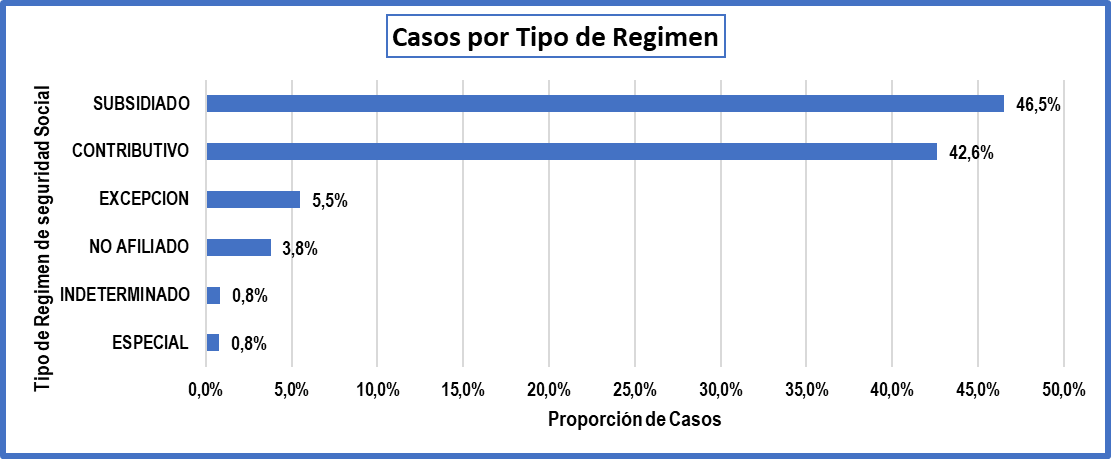 Casos por Tipo de Regimen
Tipo de Regimen de seguridad Social
SUBSIDIADO 46,5%
CONTRIBUTIVO 42,6%
EXCEPCION 5,5%
NO AFILIADO 3,8%
INDETERMINADO 0,8%
ESPECIAL 0,8%
0,0% 5,0% 10,0% 15,0% 20,0% 25,0% 30,0% 35,0% 40,0% 45,0% 50,0%
Proporción de Casos